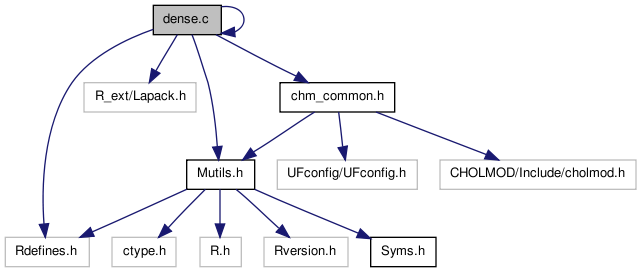 dense.c
R_ext/Lapack.h
chm_common.h
Mutils.h
UFconfig/UFconfig.h
CHOLMOD/Include/cholmod.h
Rdefines.h
ctype.h
R.h
Rversion.h
Syms.h